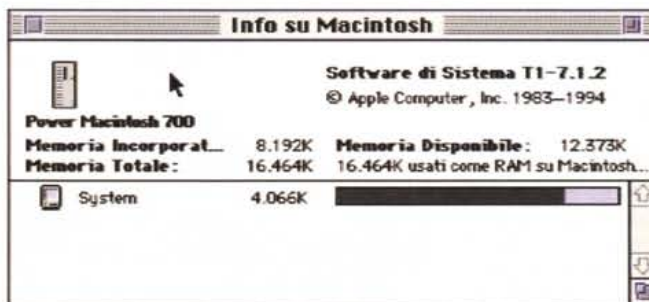 Info su Macintosh
Software di Sistema T1-7.1.2
© Apple Computer, Inc. 1983–1994
Power Macintosh 700
Memoria Incorporat... 8.192K Memoria Disponibile: 12.373K
Memoria Totale: 16.464K 16.464K usati come RAM su Macintosh...
System 4.066K